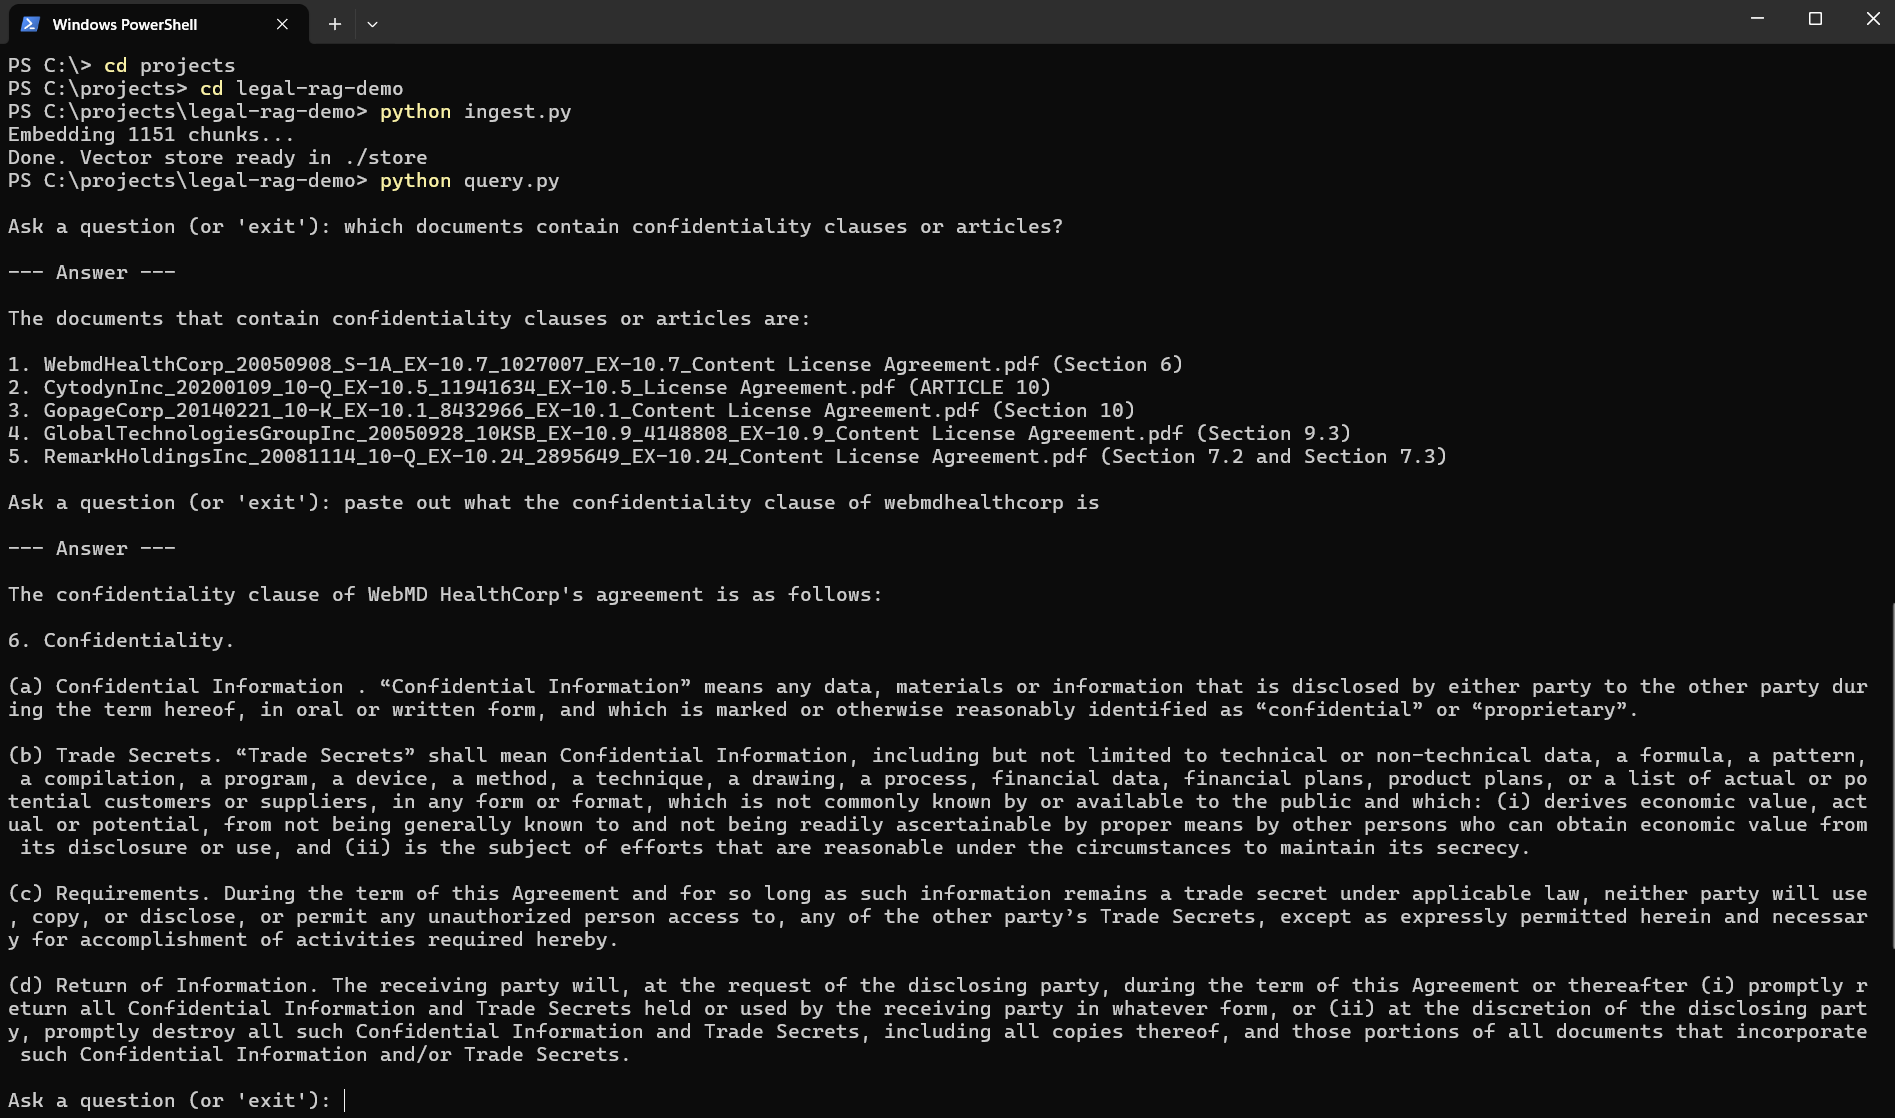 Windows PowerShell
PS C:\> cd projects
PS C:\projects> cd legal-rag-demo
PS C:\projects\legal-rag-demo> python ingest.py
Embedding 1151 chunks...
Done. Vector store ready in ./store
PS C:\projects\legal-rag-demo> python query.py
Ask a question (or 'exit'): which documents contain confidentiality clauses or articles?
--- Answer ---
The documents that contain confidentiality clauses or articles are:
1. WebmdHealthCorp_20050908_S-1A_EX-10.7_1027007_EX-10.7_Content License Agreement.pdf (Section 6)
2. CytodynInc_20200109_10-Q_EX-10.5_11941634_EX-10.5_License Agreement.pdf (ARTICLE 10)
3. GopageCorp_20140221_10-K_EX-10.1_8432966_EX-10.1_Content License Agreement.pdf (Section 10)
4. GlobalTechnologiesGroupInc_20050928_10KSB_EX-10.9_4148808_EX-10.9_Content License Agreement.pdf (Section 9.3)
5. RemarkHoldingsInc_20081114_10-Q_EX-10.24_2895649_EX-10.24_Content License Agreement.pdf (Section 7.2 and Section 7.3)
Ask a question (or 'exit'): paste out what the confidentiality clause of webmdhealthcorp is
--- Answer ---
The confidentiality clause of WebMD HealthCorp's agreement is as follows:
6. Confidentiality.
(a) Confidential Information . “Confidential Information” means any data, materials or information that is disclosed by either party to the other party dur
ing the term hereof, in oral or written form, and which is marked or otherwise reasonably identified as “confidential” or “proprietary”.
(b) Trade Secrets. “Trade Secrets” shall mean Confidential Information, including but not limited to technical or non-technical data, a formula, a pattern,
a compilation, a program, a device, a method, a technique, a drawing, a process, financial data, financial plans, product plans, or a list of actual or po
tential customers or suppliers, in any form or format, which is not commonly known by or available to the public and which: (i) derives economic value, act
ual or potential, from not being generally known to and not being readily ascertainable by proper means by other persons who can obtain economic value from
its disclosure or use, and (ii) is the subject of efforts that are reasonable under the circumstances to maintain its secrecy.
(c) Requirements. During the term of this Agreement and for so long as such information remains a trade secret under applicable law, neither party will use
, copy, or disclose, or permit any unauthorized person access to, any of the other party’s Trade Secrets, except as expressly permitted herein and necessar
y for accomplishment of activities required hereby.
(d) Return of Information. The receiving party will, at the request of the disclosing party, during the term of this Agreement or thereafter (i) promptly r
eturn all Confidential Information and Trade Secrets held or used by the receiving party in whatever form, or (ii) at the discretion of the disclosing part
y, promptly destroy all such Confidential Information and Trade Secrets, including all copies thereof, and those portions of all documents that incorporate
such Confidential Information and/or Trade Secrets.
Ask a question (or 'exit'):